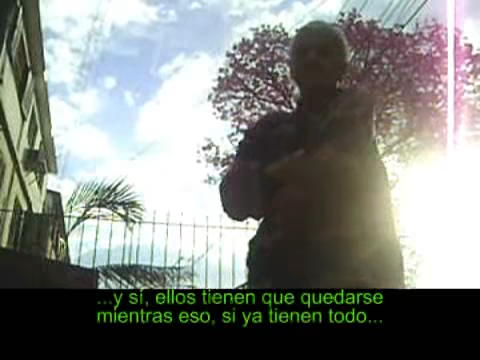 ...y sí, ellos tienen que quedarse
mientras eso, si ya tienen todo...